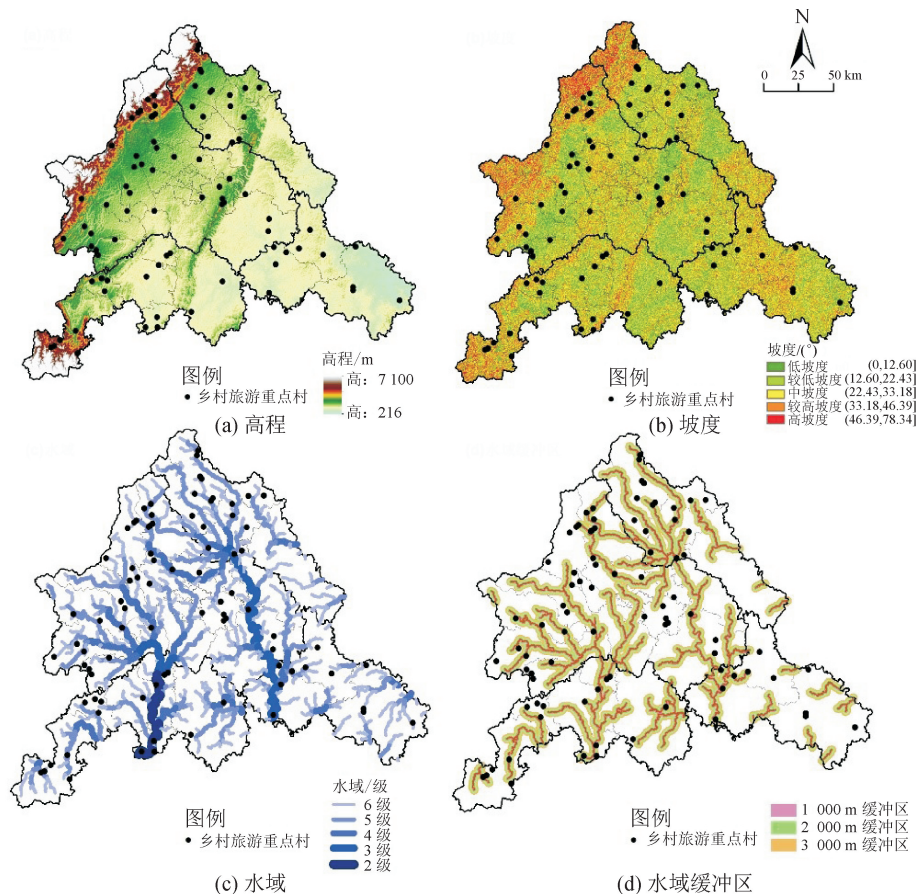 N
0 25 50 km
图例
乡村旅游重点村
高程/m
高：7 100
高：216
(a) 高程
图例
乡村旅游重点村
坡度/(°)
低坡度 (0,12.60]
较低坡度 (12.60,22.43]
中坡度 (22.43,33.18]
较高坡度 (33.18,46.39]
高坡度 (46.39,78.34]
(b) 坡度
图例
乡村旅游重点村
水域/级
6 级
5 级
4 级
3 级
2 级
(c) 水域
图例
乡村旅游重点村
1 000 m 缓冲区
2 000 m 缓冲区
3 000 m 缓冲区
(d) 水域缓冲区